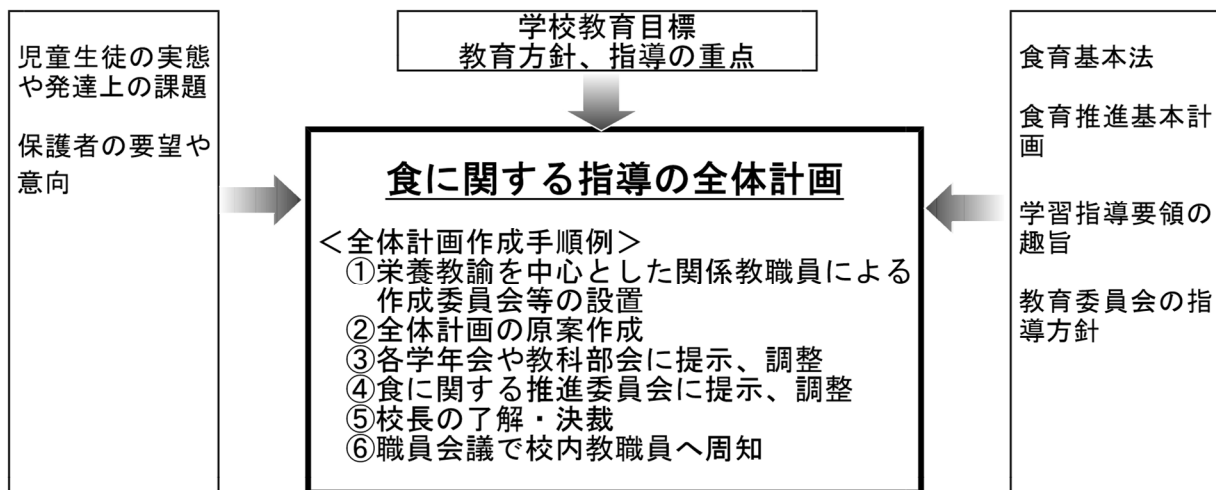 学校教育目標
教育方針、指導の重点
児童生徒の実態
や発達上の課題
保護者の要望や
意向
食に関する指導の全体計画
＜全体計画作成手順例＞
①栄養教諭を中心とした関係教職員による
作成委員会等の設置
②全体計画の原案作成
③各学年会や教科部会に提示、調整
④食に関する推進委員会に提示、調整
⑤校長の了解・決裁
⑥職員会議で校内教職員へ周知
食育基本法
食育推進基本計
画
学習指導要領の
趣旨
教育委員会の指
導方針